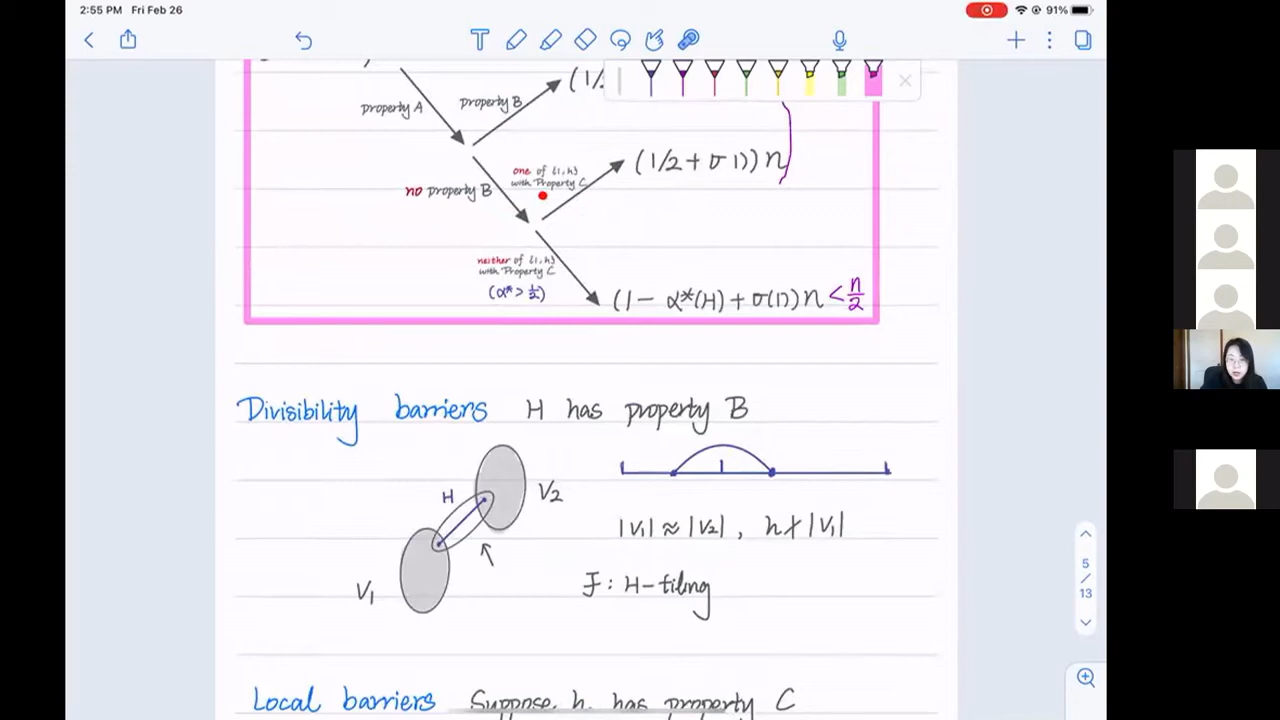 2:55 PM Fri Feb 26
91%
property A
property B
(1/2
no property B
one of {1,h}
with Property C
(1/2 + o(1)) n
neither of {1,h}
with Property C
(α* > 1/2)
(1 − α*(H) + o(1)) n < n/2
Divisibility barriers H has property B
H
V2
V1
|V1| ≈ |V2| , h ∤ |V1|
F : H-tiling
5
/
13
Local barriers Suppose h has property C